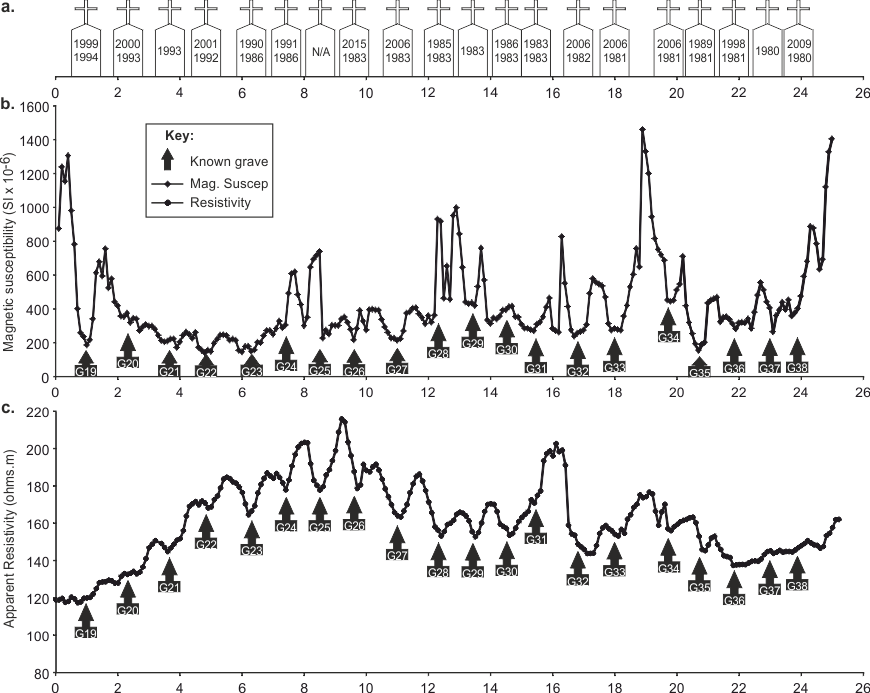 a.
1999 2000 1993 2001 1990 1991 N/A 2015 2006 1985 1983 1986 1983 2006 2006 2006 1989 1998 1980 2009
1994 1993 1992 1986 1986 1983 1983 1983 1983 1983 1982 1981 1981 1981 1981 1980
0 2 4 6 8 10 12 14 16 18 20 22 24 26
b.
Magnetic susceptibility (SI x 10-6)
1600
1400
1200
1000
800
600
400
200
0
Key:
Known grave
Mag. Suscep
Resistivity
G19 G20 G21 G22 G23 G24 G25 G26 G27 G28 G29 G30 G31 G32 G33 G34 G35 G36 G37 G38
0 2 4 6 8 10 12 14 16 18 20 22 24 26
c.
Apparent Resistivity (ohms.m)
220
200
180
160
140
120
100
80
G19 G20 G21 G22 G23 G24 G25 G26 G27 G28 G29 G30 G31 G32 G33 G34 G35 G36 G37 G38
0 2 4 6 8 10 12 14 16 18 20 22 24 26